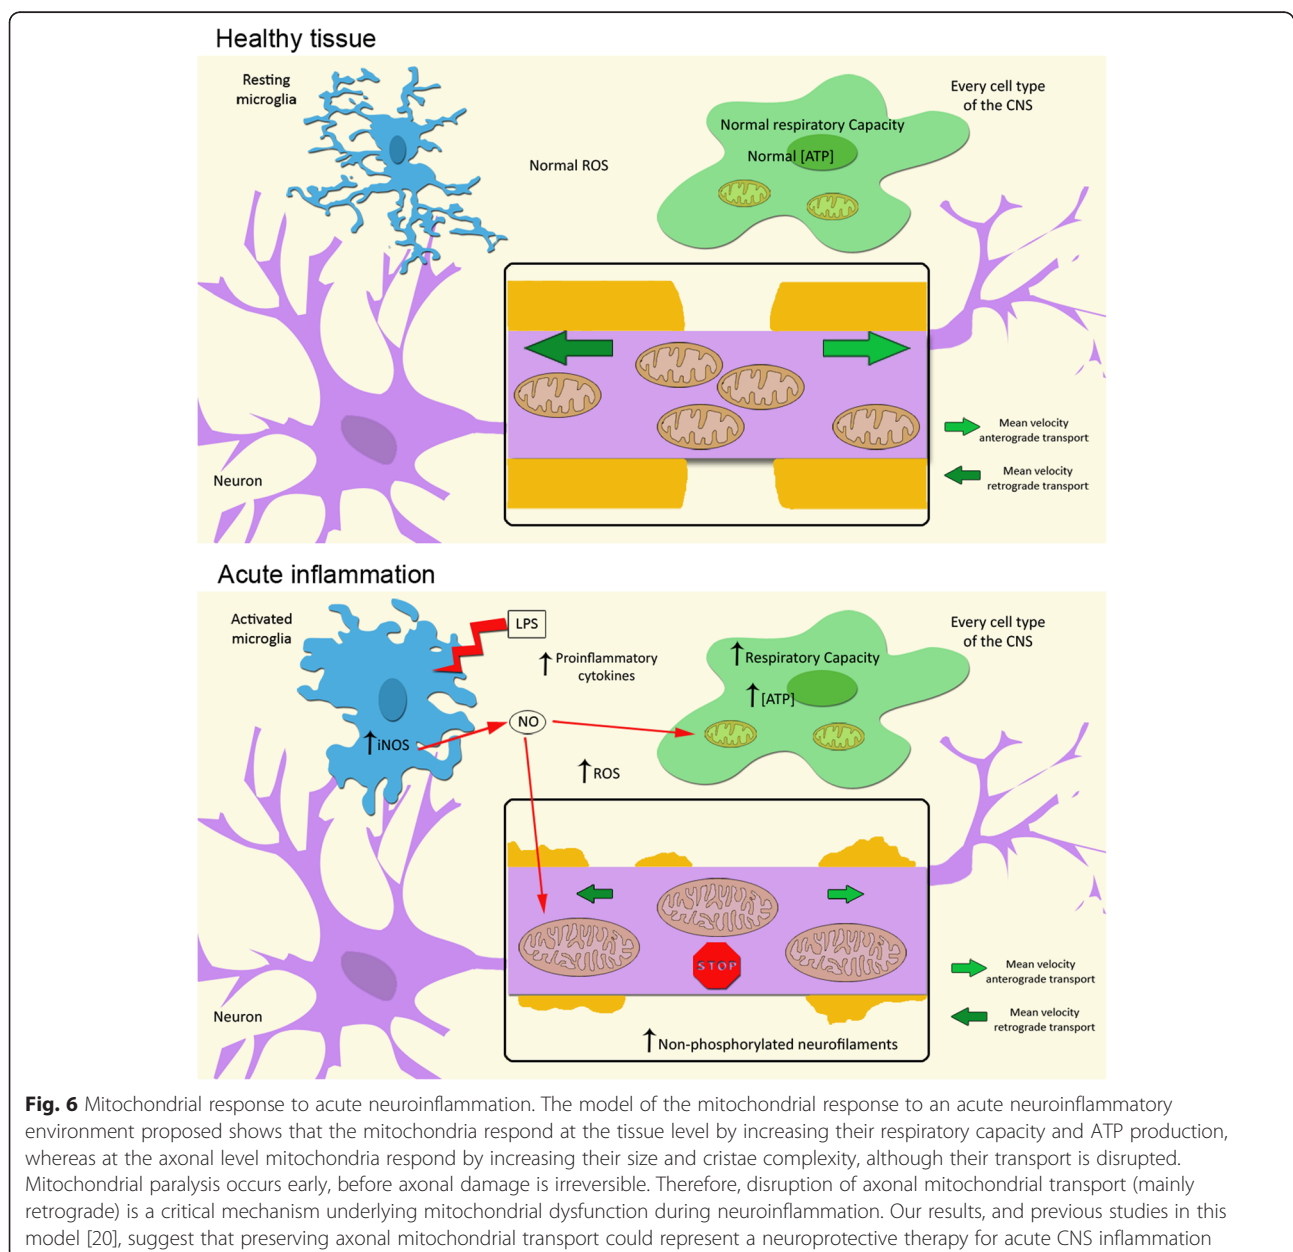 Healthy tissue
Resting
microglia
Every cell type
of the CNS
Normal respiratory Capacity
Normal [ATP]
Normal ROS
Mean velocity
anterograde transport
Mean velocity
retrograde transport
Neuron
Acute inflammation
Activated
microglia
LPS
Every cell type
of the CNS
↑ Proinflammatory
cytokines
↑ Respiratory Capacity
↑ [ATP]
NO
↑ iNOS
↑ ROS
STOP
Mean velocity
anterograde transport
Mean velocity
retrograde transport
Neuron
↑ Non-phosphorylated neurofilaments
Fig. 6 Mitochondrial response to acute neuroinflammation. The model of the mitochondrial response to an acute neuroinflammatory
environment proposed shows that the mitochondria respond at the tissue level by increasing their respiratory capacity and ATP production,
whereas at the axonal level mitochondria respond by increasing their size and cristae complexity, although their transport is disrupted.
Mitochondrial paralysis occurs early, before axonal damage is irreversible. Therefore, disruption of axonal mitochondrial transport (mainly
retrograde) is a critical mechanism underlying mitochondrial dysfunction during neuroinflammation. Our results, and previous studies in this
model [20], suggest that preserving axonal mitochondrial transport could represent a neuroprotective therapy for acute CNS inflammation